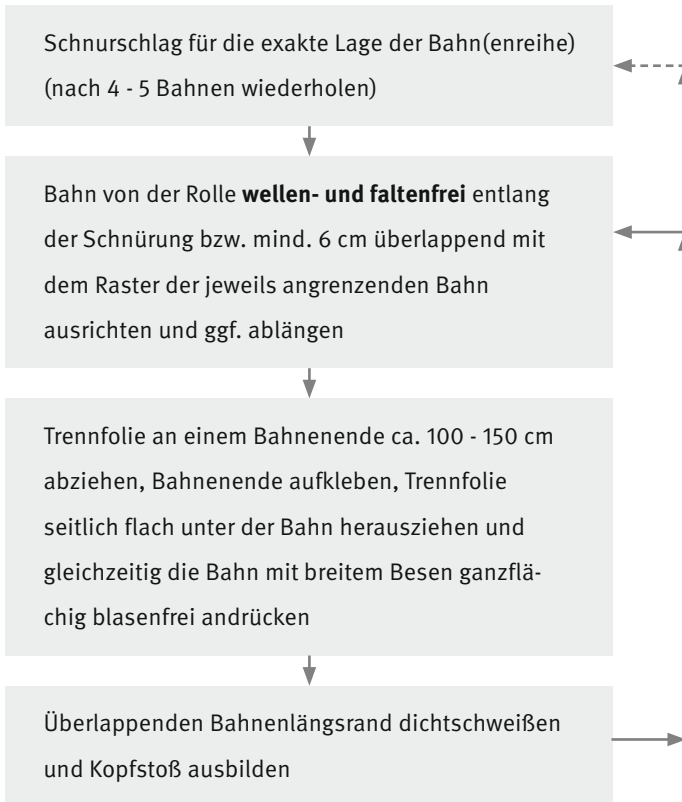 Schnurschlag für die exakte Lage der Bahn(enreihe)
(nach 4 - 5 Bahnen wiederholen)
Bahn von der Rolle wellen- und faltenfrei entlang
der Schnürung bzw. mind. 6 cm überlappend mit
dem Raster der jeweils angrenzenden Bahn
ausrichten und ggf. ablängen
Trennfolie an einem Bahnenende ca. 100 - 150 cm
abziehen, Bahnenende aufkleben, Trennfolie
seitlich flach unter der Bahn herausziehen und
gleichzeitig die Bahn mit breitem Besen ganzflä-
chig blasenfrei andrücken
Überlappenden Bahnenlängsrand dichtschweißen
und Kopfstoß ausbilden